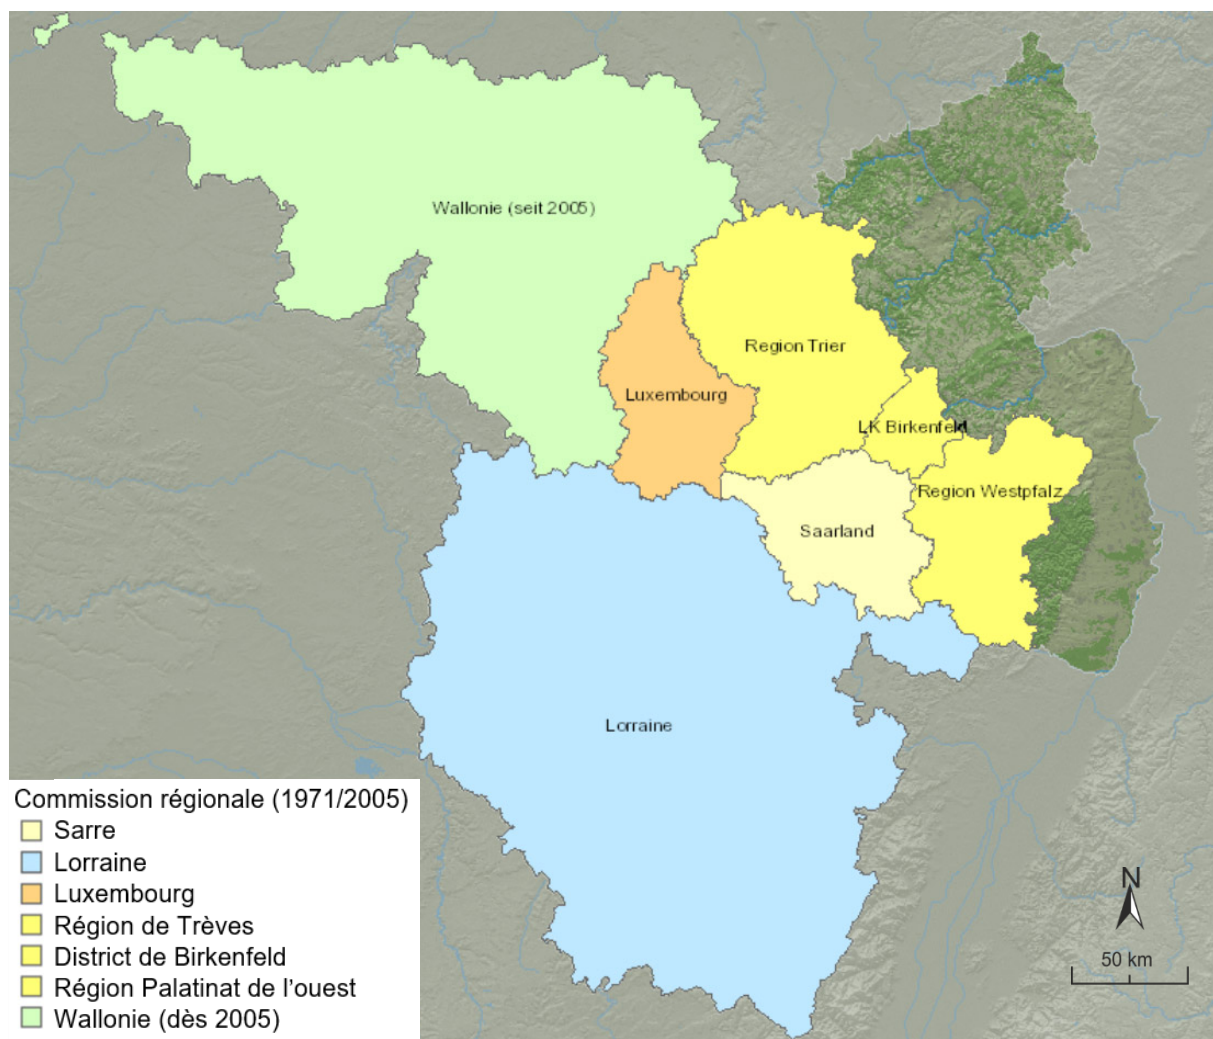 Wallonie (seit 2005)
Region Trier
Luxembourg
LK Birkenfeld
Region Westpfalz
Saarland
Lorraine
Commission régionale (1971/2005)
Sarre
Lorraine
Luxembourg
Région de Trèves
District de Birkenfeld
Région Palatinat de l’ouest
Wallonie (dès 2005)
N
50 km